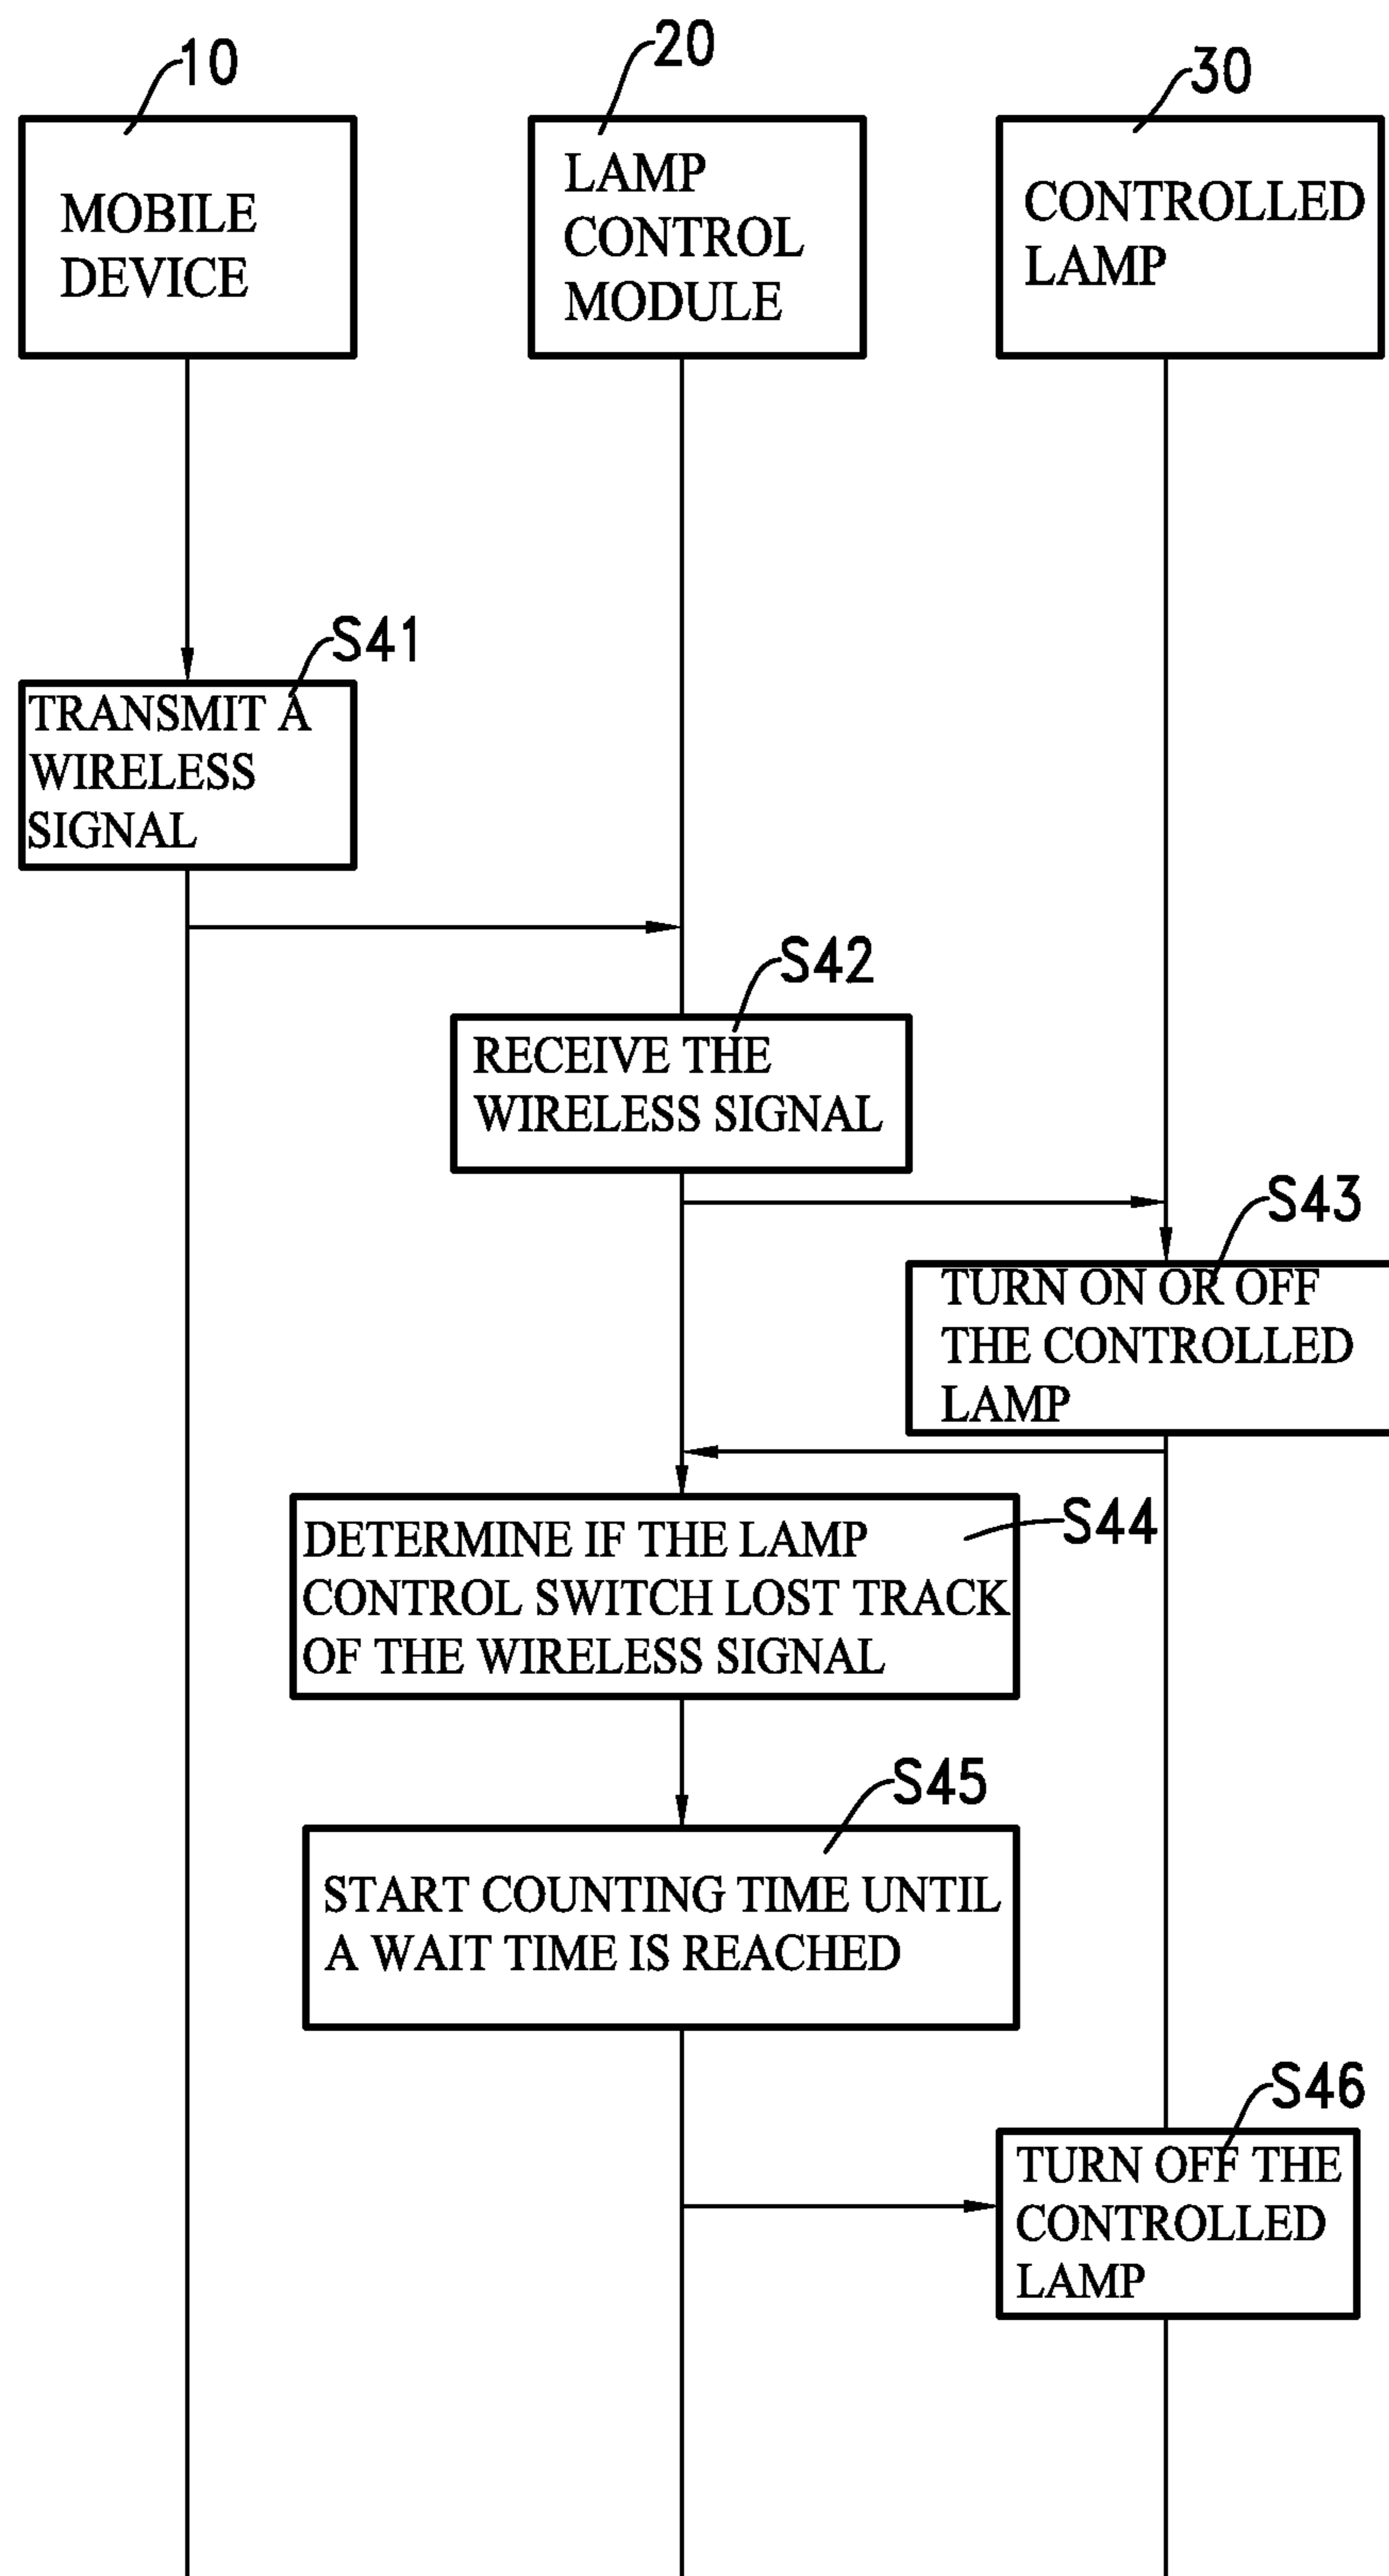 10
20
30
MOBILE
DEVICE
LAMP
CONTROL
MODULE
CONTROLLED
LAMP
S41
TRANSMIT A
WIRELESS
SIGNAL
S42
RECEIVE THE
WIRELESS SIGNAL
S43
TURN ON OR OFF
THE CONTROLLED
LAMP
S44
DETERMINE IF THE LAMP
CONTROL SWITCH LOST TRACK
OF THE WIRELESS SIGNAL
S45
START COUNTING TIME UNTIL
A WAIT TIME IS REACHED
S46
TURN OFF THE
CONTROLLED
LAMP